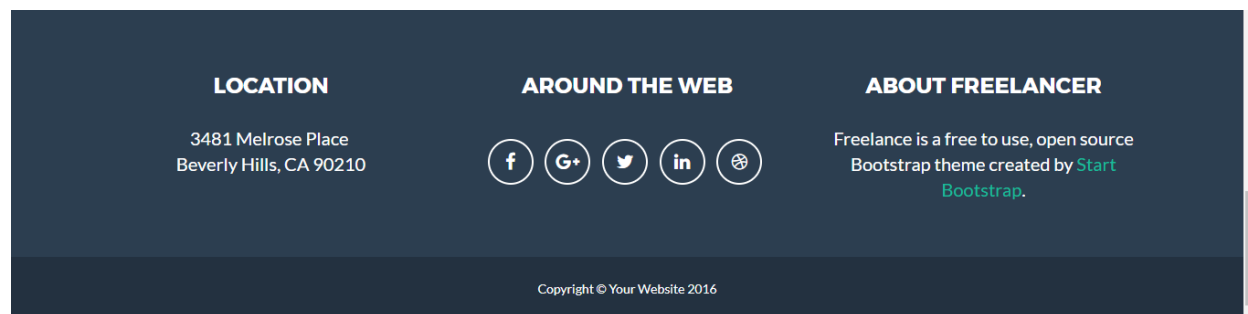 LOCATION
3481 Melrose Place
Beverly Hills, CA 90210
AROUND THE WEB
f G+ in
ABOUT FREELANCER
Freelance is a free to use, open source
Bootstrap theme created by Start
Bootstrap.
Copyright © Your Website 2016